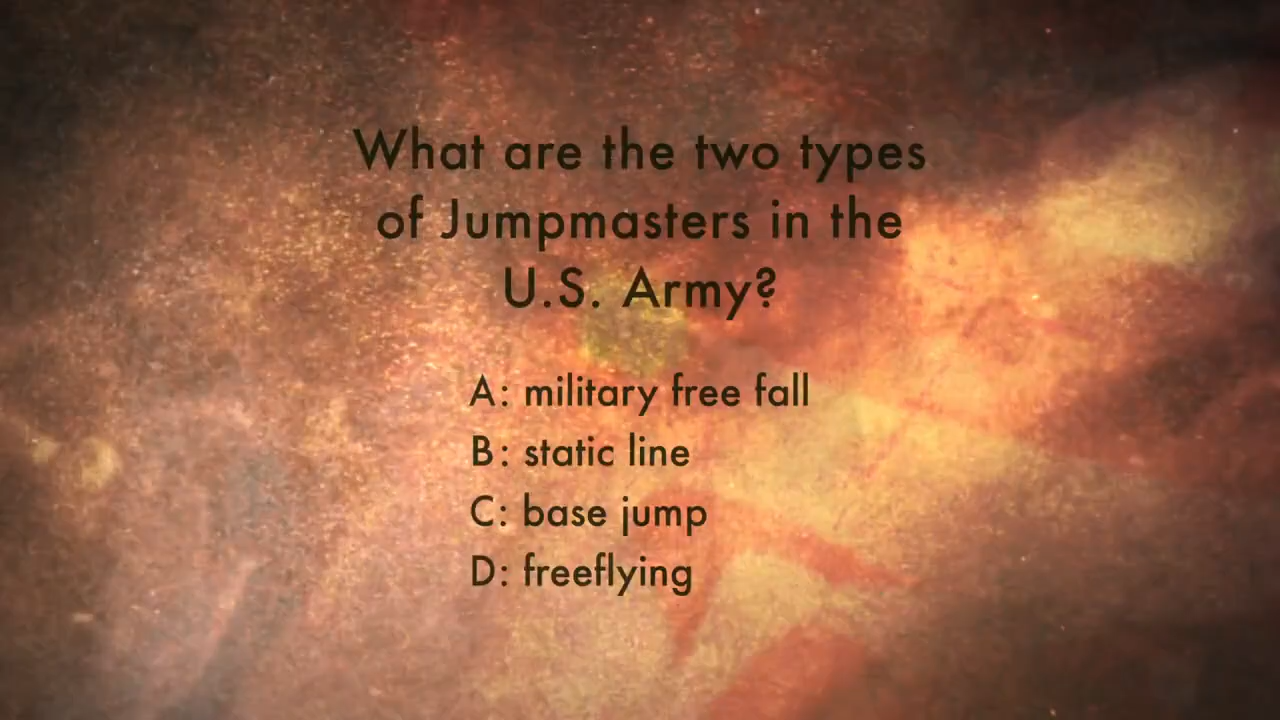 What are the two types
of Jumpmasters in the
U.S. Army?
A: military free fall
B: static line
C: base jump
D: freeflying